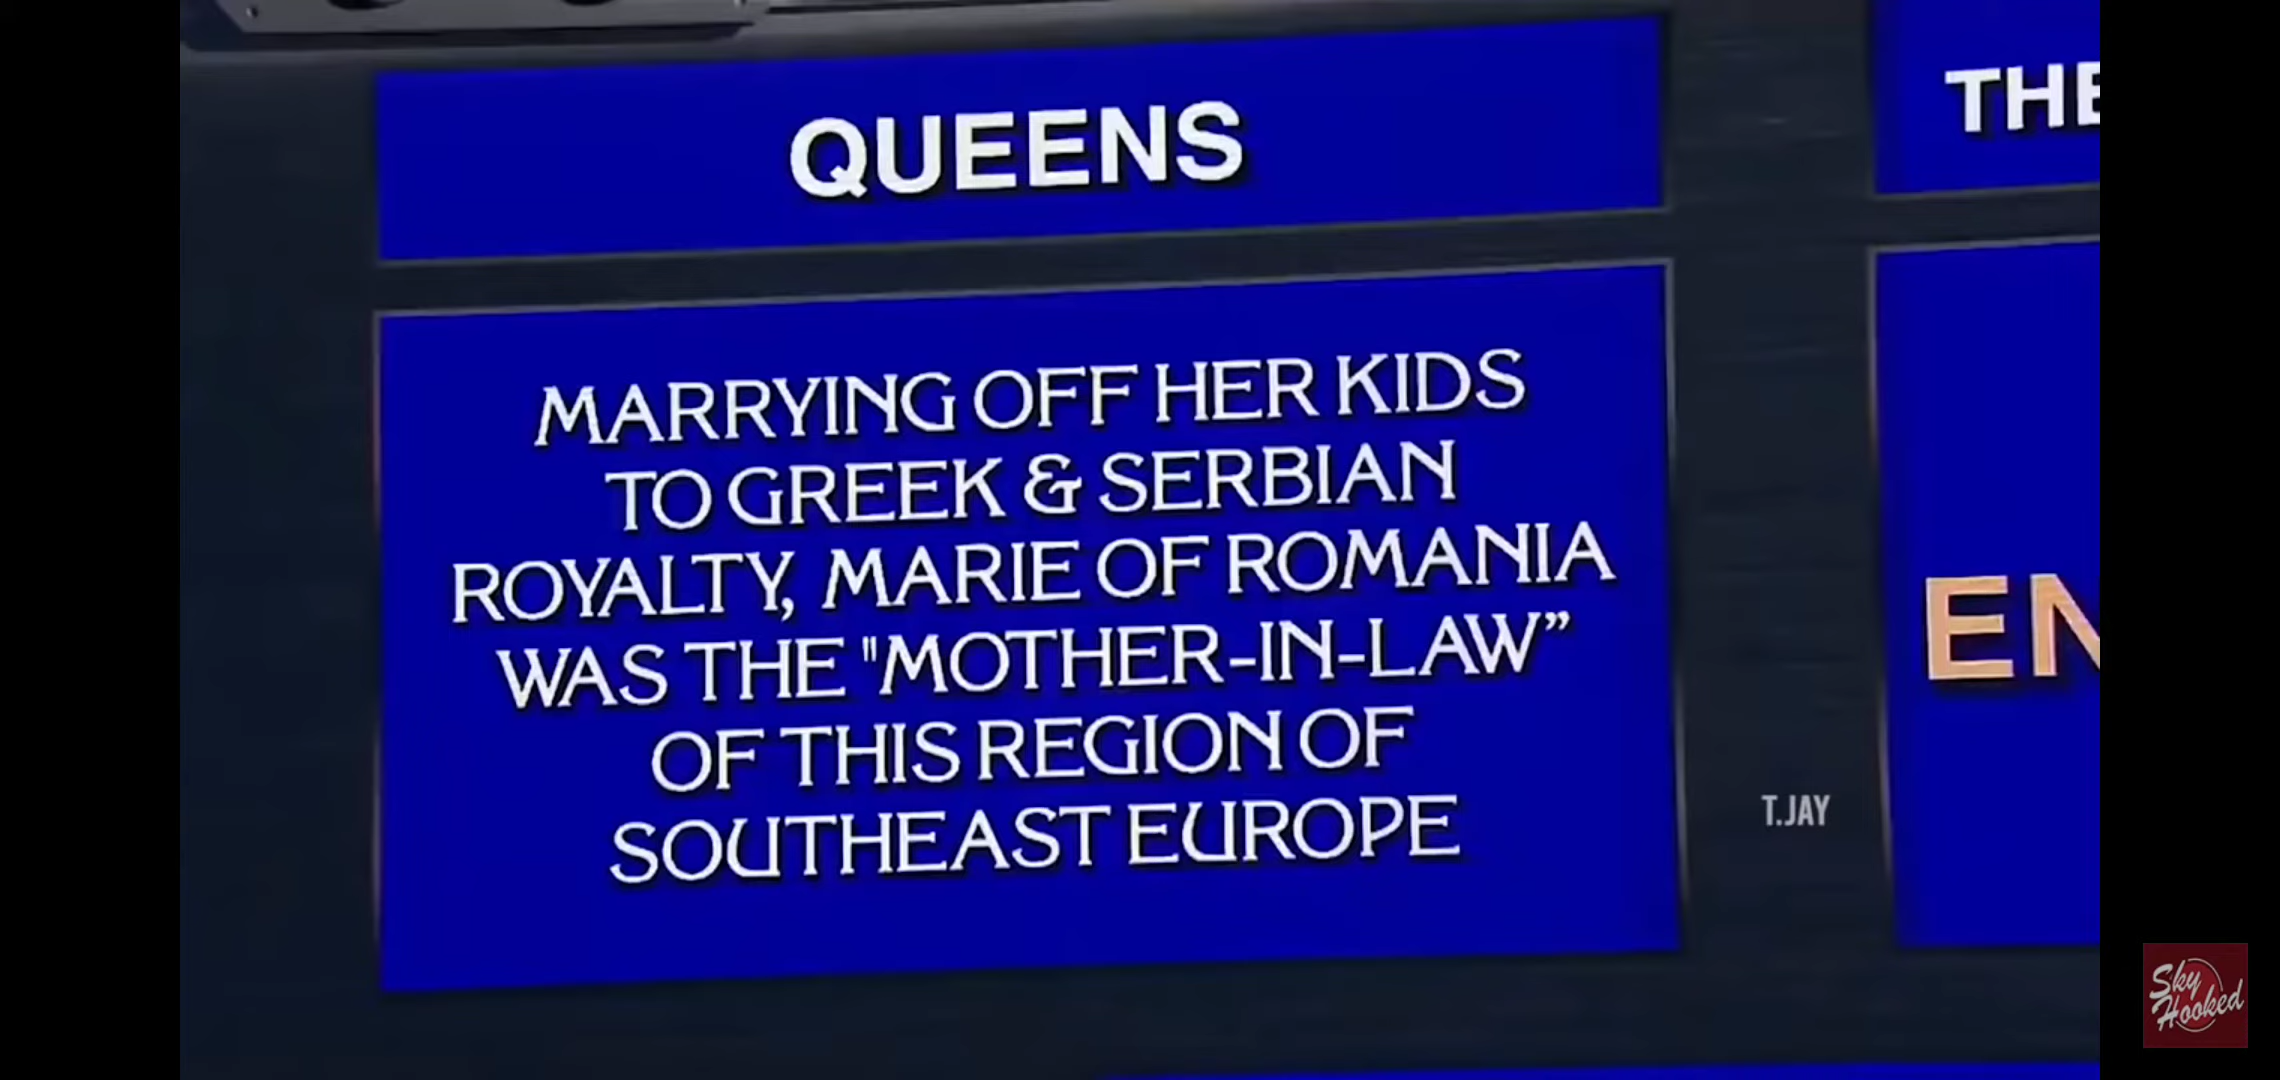 QUEENS
THE
MARRYING OFF HER KIDS
TO GREEK & SERBIAN
ROYALTY, MARIE OF ROMANIA
WAS THE "MOTHER-IN-LAW”
OF THIS REGION OF
SOUTHEAST EUROPE
EN
T.JAY
Sky
Hooked